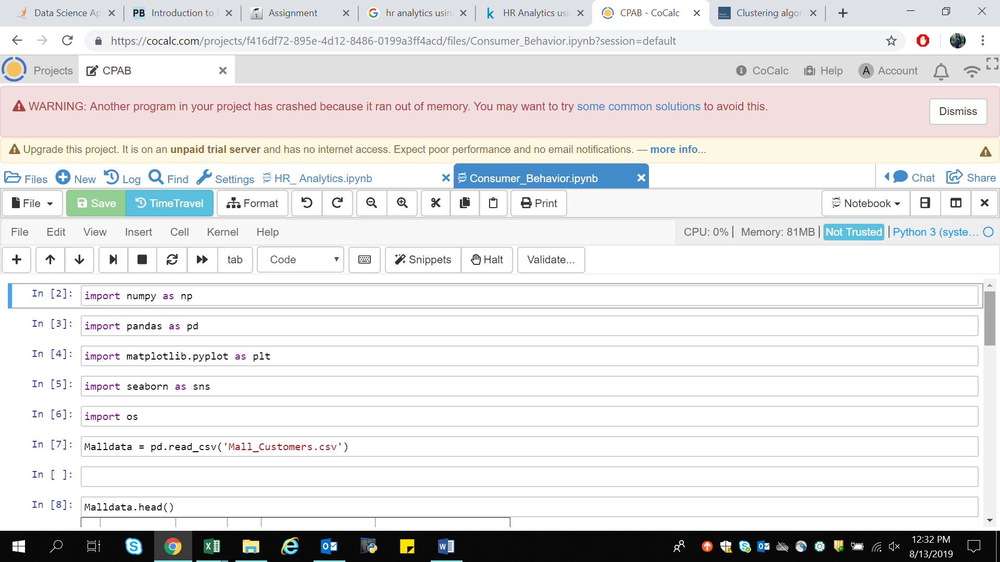 Data Science Ap
PB Introduction to
Assignment
hr analytics usin
HR Analytics usi
CPAB - CoCalc
Clustering algor
https://cocalc.com/projects/f416df72-895e-4d12-8486-0199a3ff4acd/files/Consumer_Behavior.ipynb?session=default
Projects CPAB CoCalc Help A Account
WARNING: Another program in your project has crashed because it ran out of memory. You may want to try some common solutions to avoid this. Dismiss
Upgrade this project. It is on an unpaid trial server and has no internet access. Expect poor performance and no email notifications. — more info...
Files New Log Find Settings HR_ Analytics.ipynb Consumer_Behavior.ipynb Chat Share
File Save TimeTravel Format Print Notebook
File Edit View Insert Cell Kernel Help CPU: 0% | Memory: 81MB | Not Trusted | Python 3 (syste...
tab Code Snippets Halt Validate...
In [2]: import numpy as np
In [3]: import pandas as pd
In [4]: import matplotlib.pyplot as plt
In [5]: import seaborn as sns
In [6]: import os
In [7]: Malldata = pd.read_csv('Mall_Customers.csv')
In [ ]:
In [8]: Malldata.head()
12:32 PM
8/13/2019